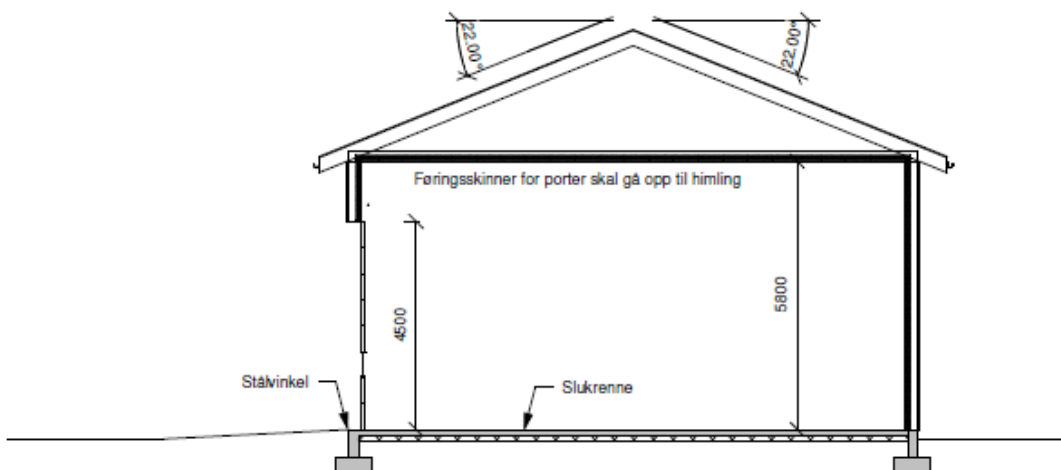 22.00°
22.00°
Føringsskinner for porter skal gå opp til himling
4500
5800
Stålvinkel
Slukrenne